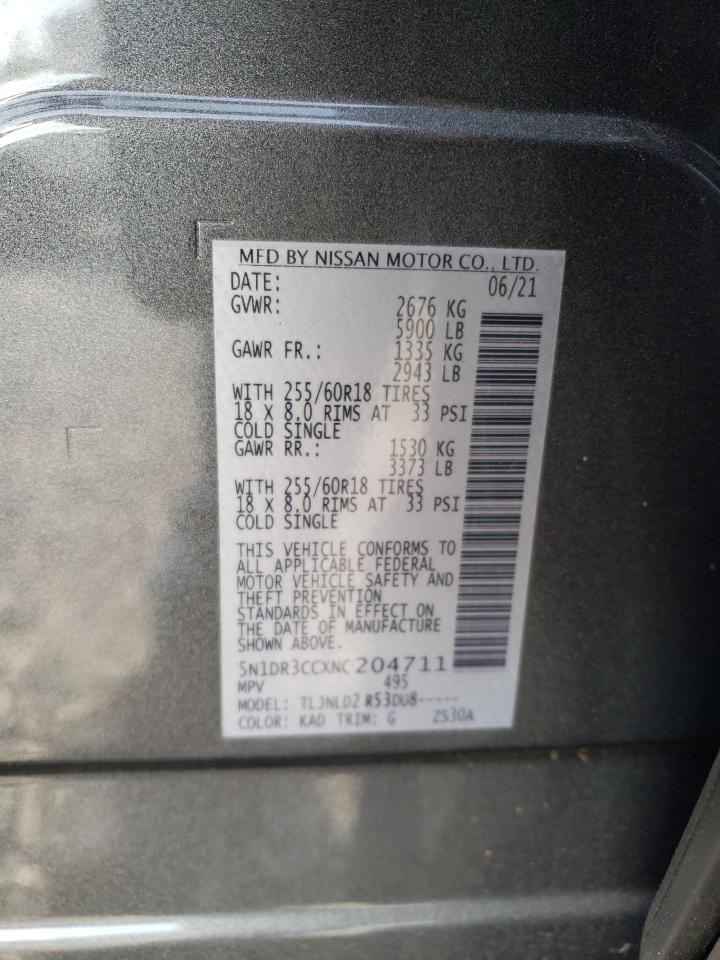 MFD BY NISSAN MOTOR CO., LTD.
DATE: 06/21
GVWR: 2676 KG
5900 LB
GAWR FR.: 1335 KG
2943 LB
WITH 255/60R18 TIRES
18 X 8.0 RIMS AT 33 PSI
COLD SINGLE
GAWR RR.: 1530 KG
3373 LB
WITH 255/60R18 TIRES
18 X 8.0 RIMS AT 33 PSI
COLD SINGLE
THIS VEHICLE CONFORMS TO
ALL APPLICABLE FEDERAL
MOTOR VEHICLE SAFETY AND
THEFT PREVENTION
STANDARDS IN EFFECT ON
THE DATE OF MANUFACTURE
SHOWN ABOVE.
5N1DR3CCXNC204711
MPV 495
MODEL: TLJNLD2 R53DU8-----
COLOR: KAD TRIM: G ZS30A